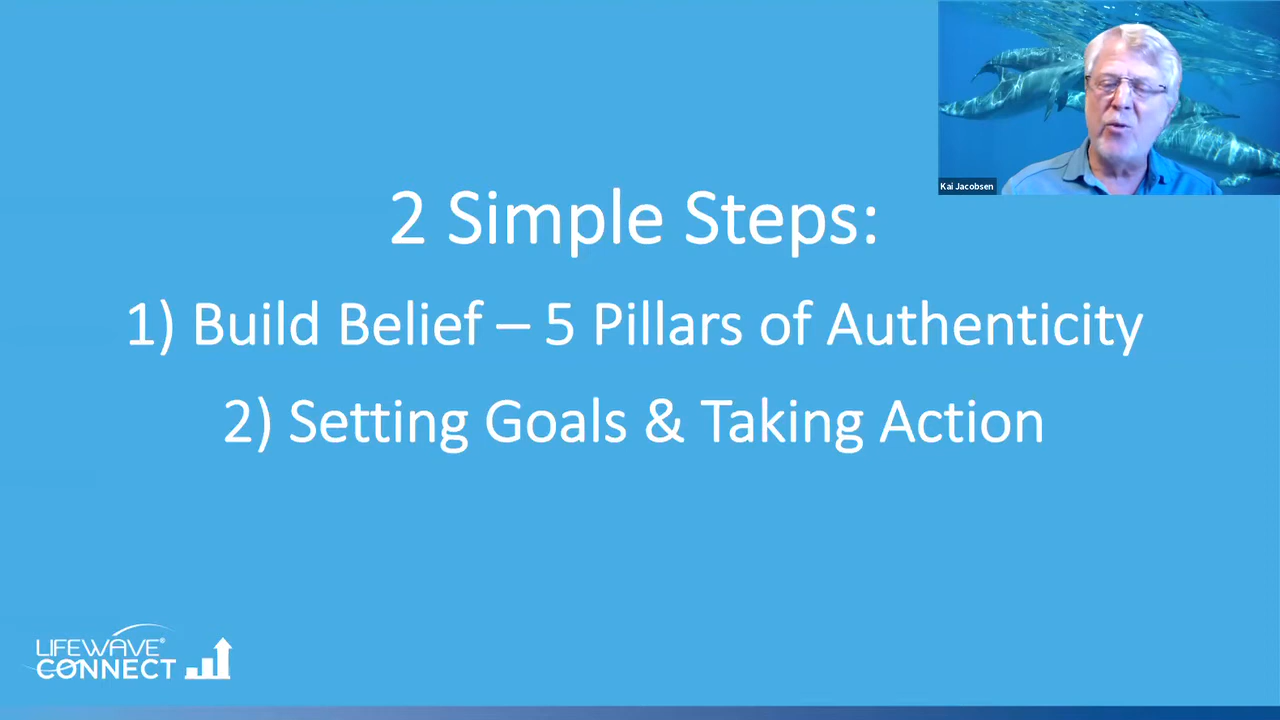 Kai Jacobsen
2 Simple Steps:
1) Build Belief – 5 Pillars of Authenticity
2) Setting Goals & Taking Action
LIFEWAVE®
CONNECT